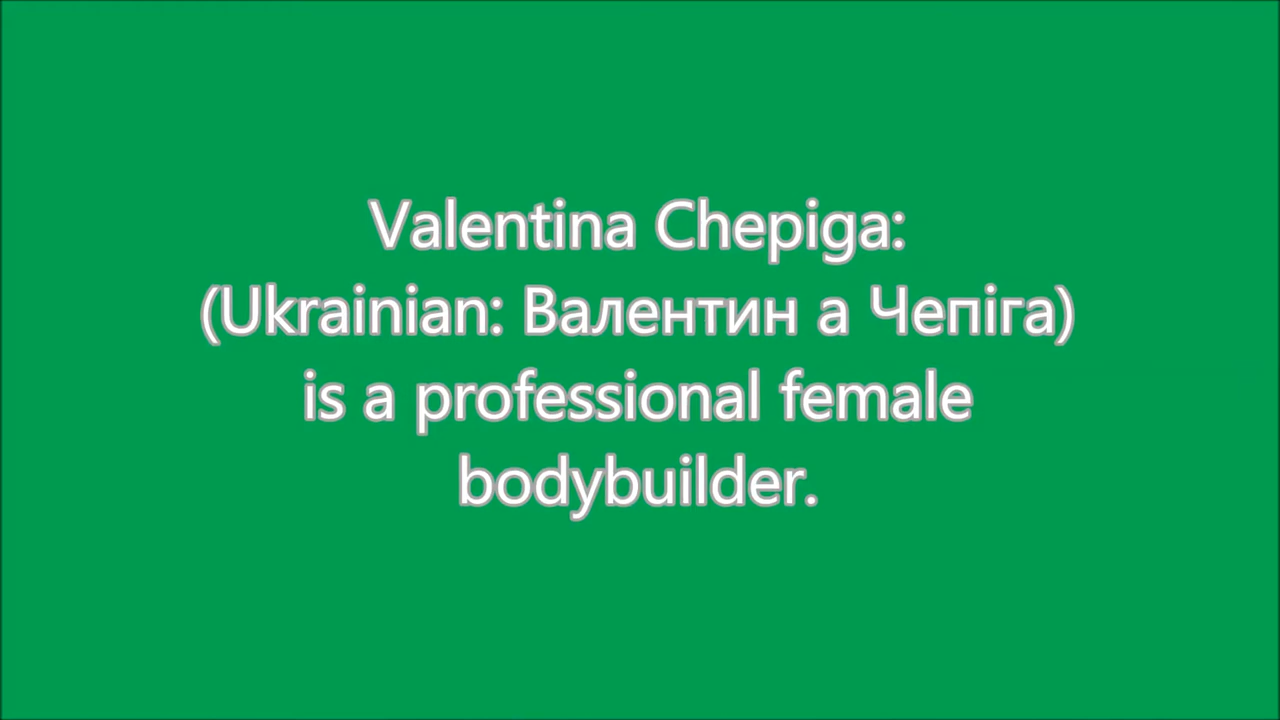 Valentina Chepiga:
(Ukrainian: Валентин а Чепіга)
is a professional female
bodybuilder.